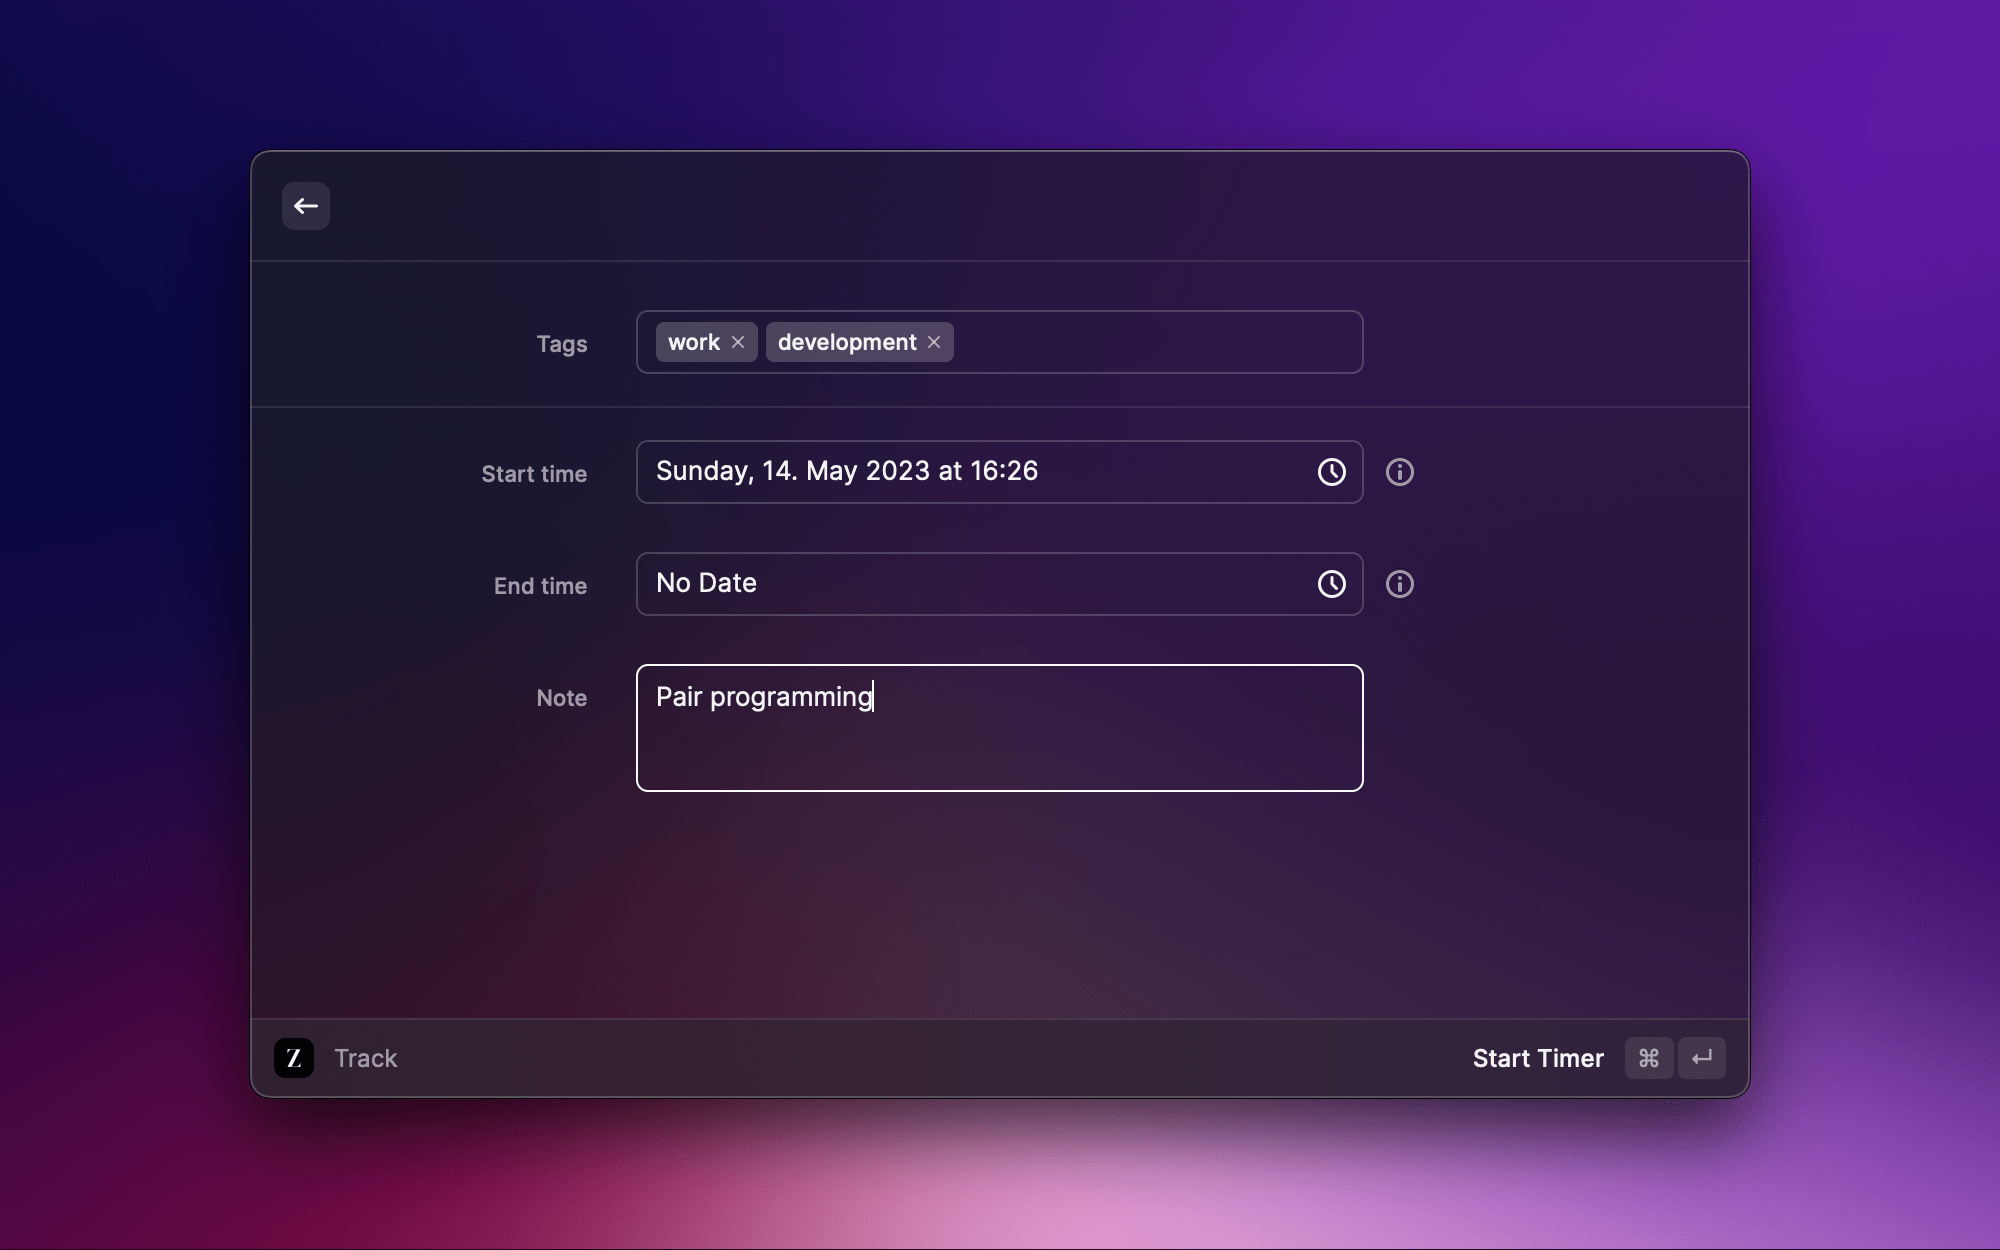 Tags work development
Start time Sunday, 14. May 2023 at 16:26
End time No Date
Note Pair programming
Z Track Start Timer ⌘ ↵